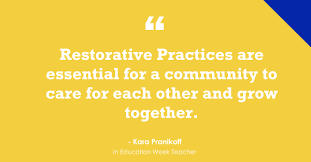 “
Restorative Practices are
essential for a community to
care for each other and grow
together.
- Kara Pranikoff
in Education Week Teacher